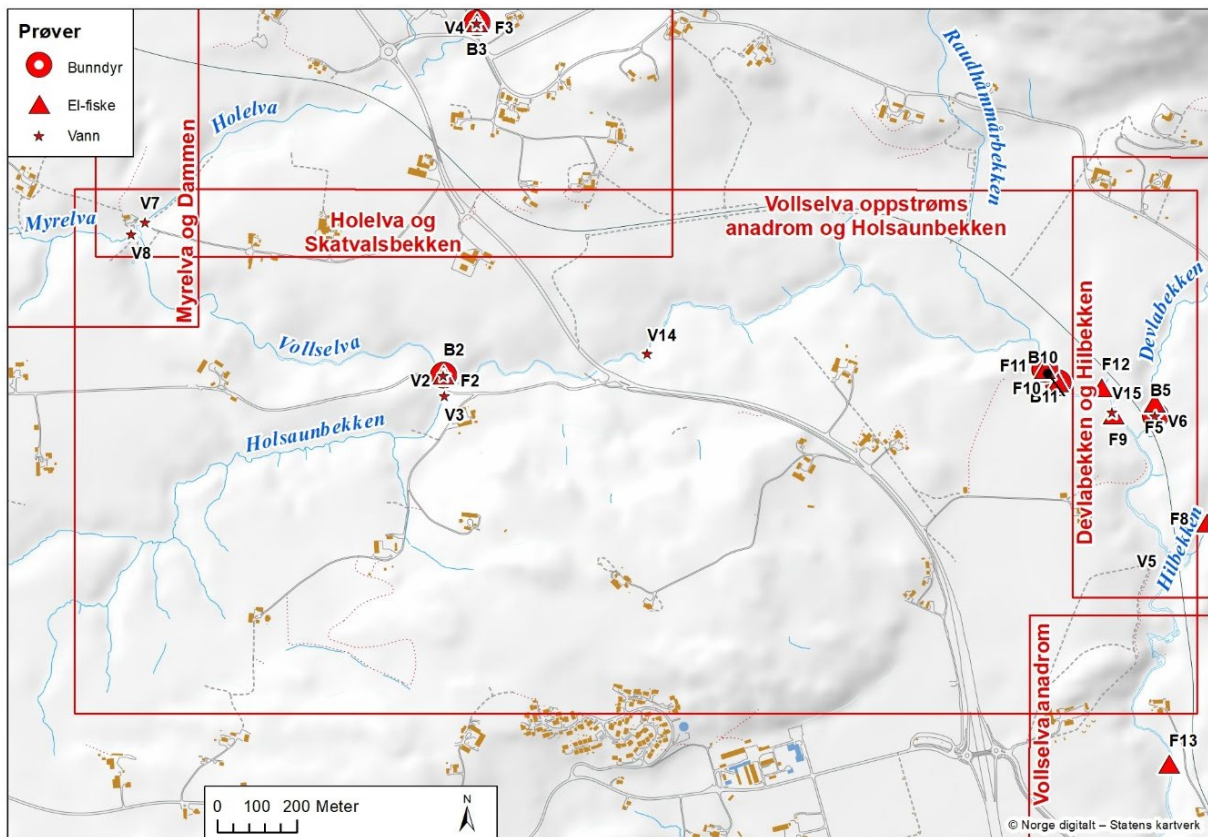 Prøver
Bunndyr
El-fiske
Vann
V4
F3
B3
Holelva
Raudhåmmårbekken
Myrelva
V7
V8
Myrelva og Dammen
Holelva og
Skatvalsbekken
Vollselva oppstrøms
anadrom og Holsaunbekken
Devlabekken og Hilbekken
Devlabekken
Vollselva
V14
B2
V2
F2
V3
Holsaunbekken
B10
F11
F10
B11
F12
V15
F9
B5
F5
V6
F8
V5
Hilbekken
Vollselva anadrom
F13
0 100 200 Meter
N
© Norge digitalt – Statens kartverk